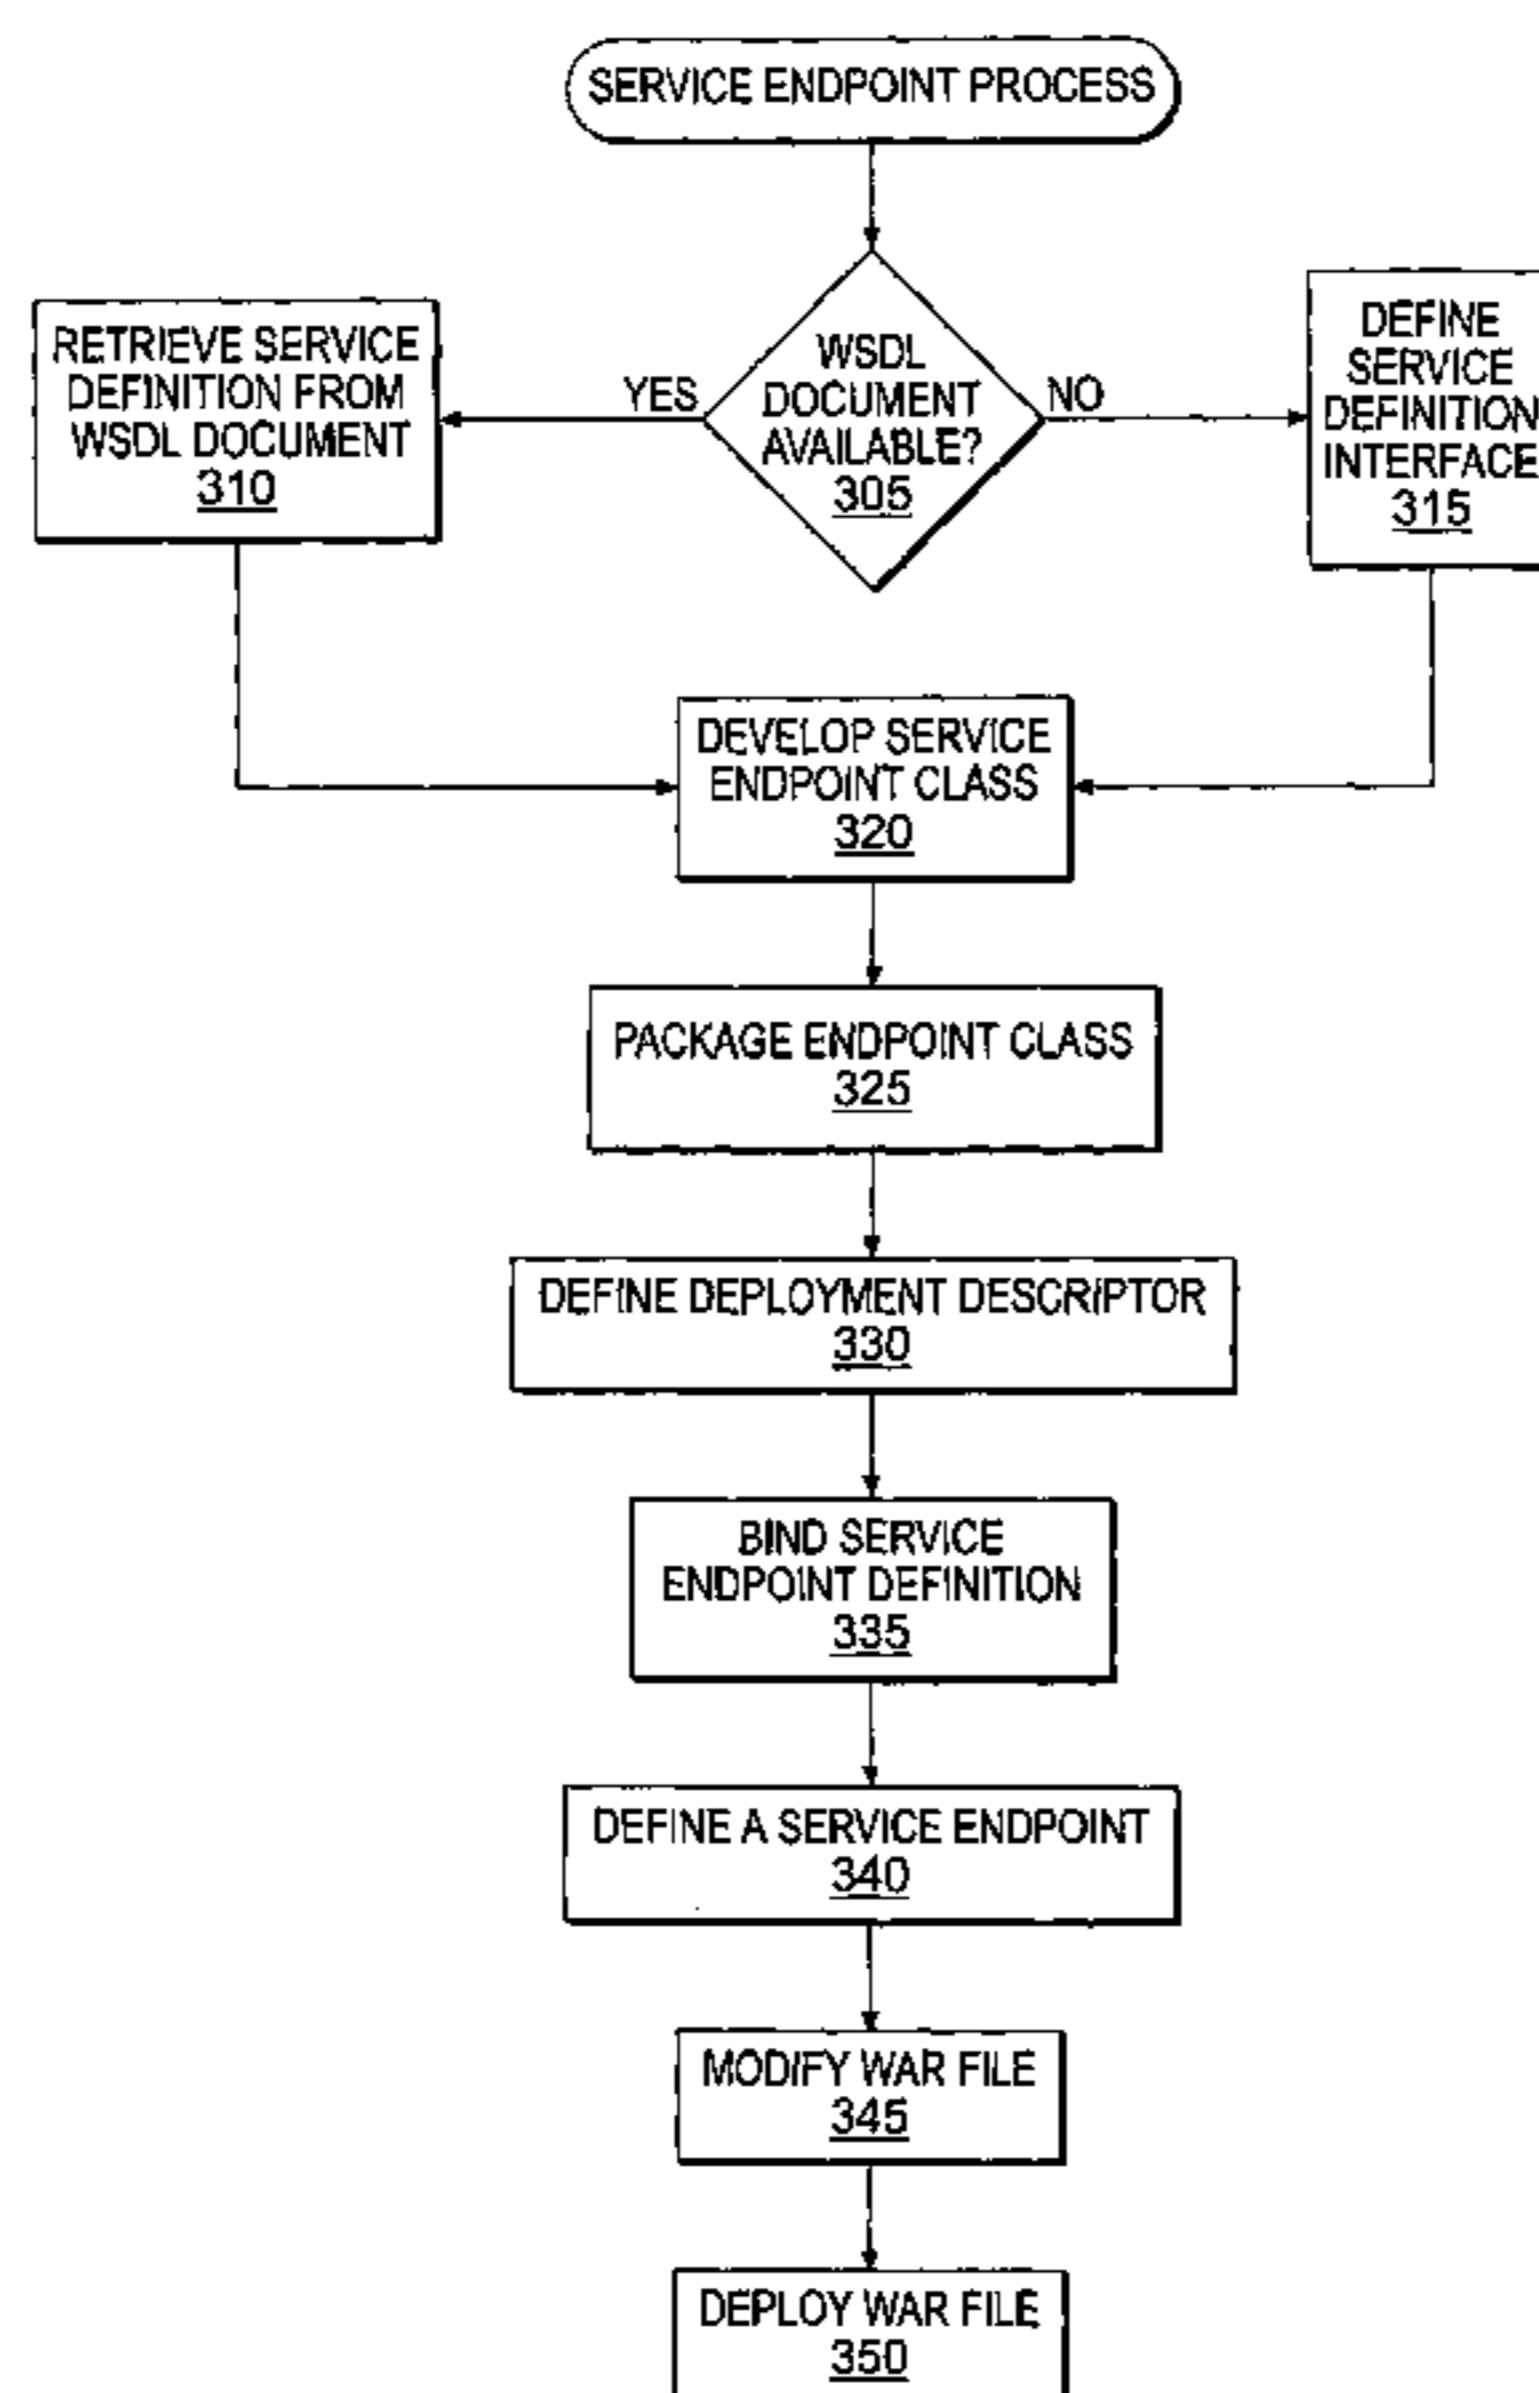 SERVICE ENDPOINT PROCESS
RETRIEVE SERVICE
DEFINITION FROM
WSDL DOCUMENT
310
YES
WSDL
DOCUMENT
AVAILABLE?
305
NO
DEFINE
SERVICE
DEFINITION
INTERFACE
315
DEVELOP SERVICE
ENDPOINT CLASS
320
PACKAGE ENDPOINT CLASS
325
DEFINE DEPLOYMENT DESCRIPTOR
330
BIND SERVICE
ENDPOINT DEFINITION
335
DEFINE A SERVICE ENDPOINT
340
MODIFY WAR FILE
345
DEPLOY WAR FILE
350